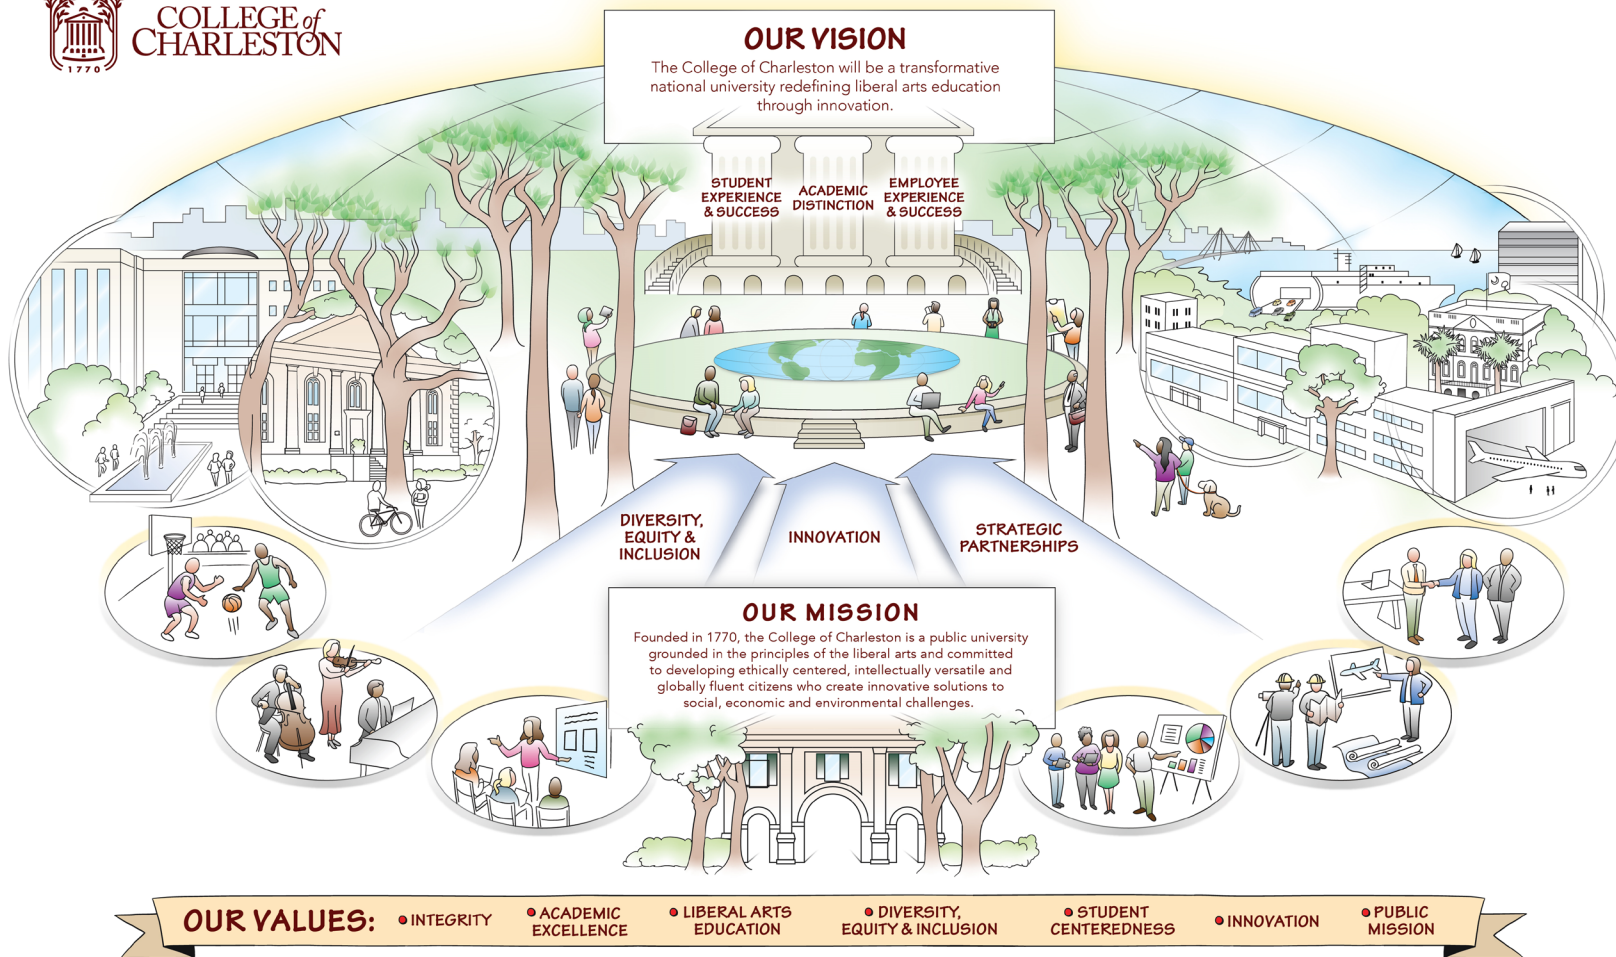 COLLEGE of
CHARLESTON
1770
OUR VISION
The College of Charleston will be a transformative
national university redefining liberal arts education
through innovation.
STUDENT
EXPERIENCE
& SUCCESS
ACADEMIC
DISTINCTION
EMPLOYEE
EXPERIENCE
& SUCCESS
DIVERSITY,
EQUITY &
INCLUSION
INNOVATION
STRATEGIC
PARTNERSHIPS
OUR MISSION
Founded in 1770, the College of Charleston is a public university
grounded in the principles of the liberal arts and committed
to developing ethically centered, intellectually versatile and
globally fluent citizens who create innovative solutions to
social, economic and environmental challenges.
OUR VALUES:
• INTEGRITY
• ACADEMIC
EXCELLENCE
• LIBERAL ARTS
EDUCATION
• DIVERSITY,
EQUITY & INCLUSION
• STUDENT
CENTEREDNESS
• INNOVATION
• PUBLIC
MISSION